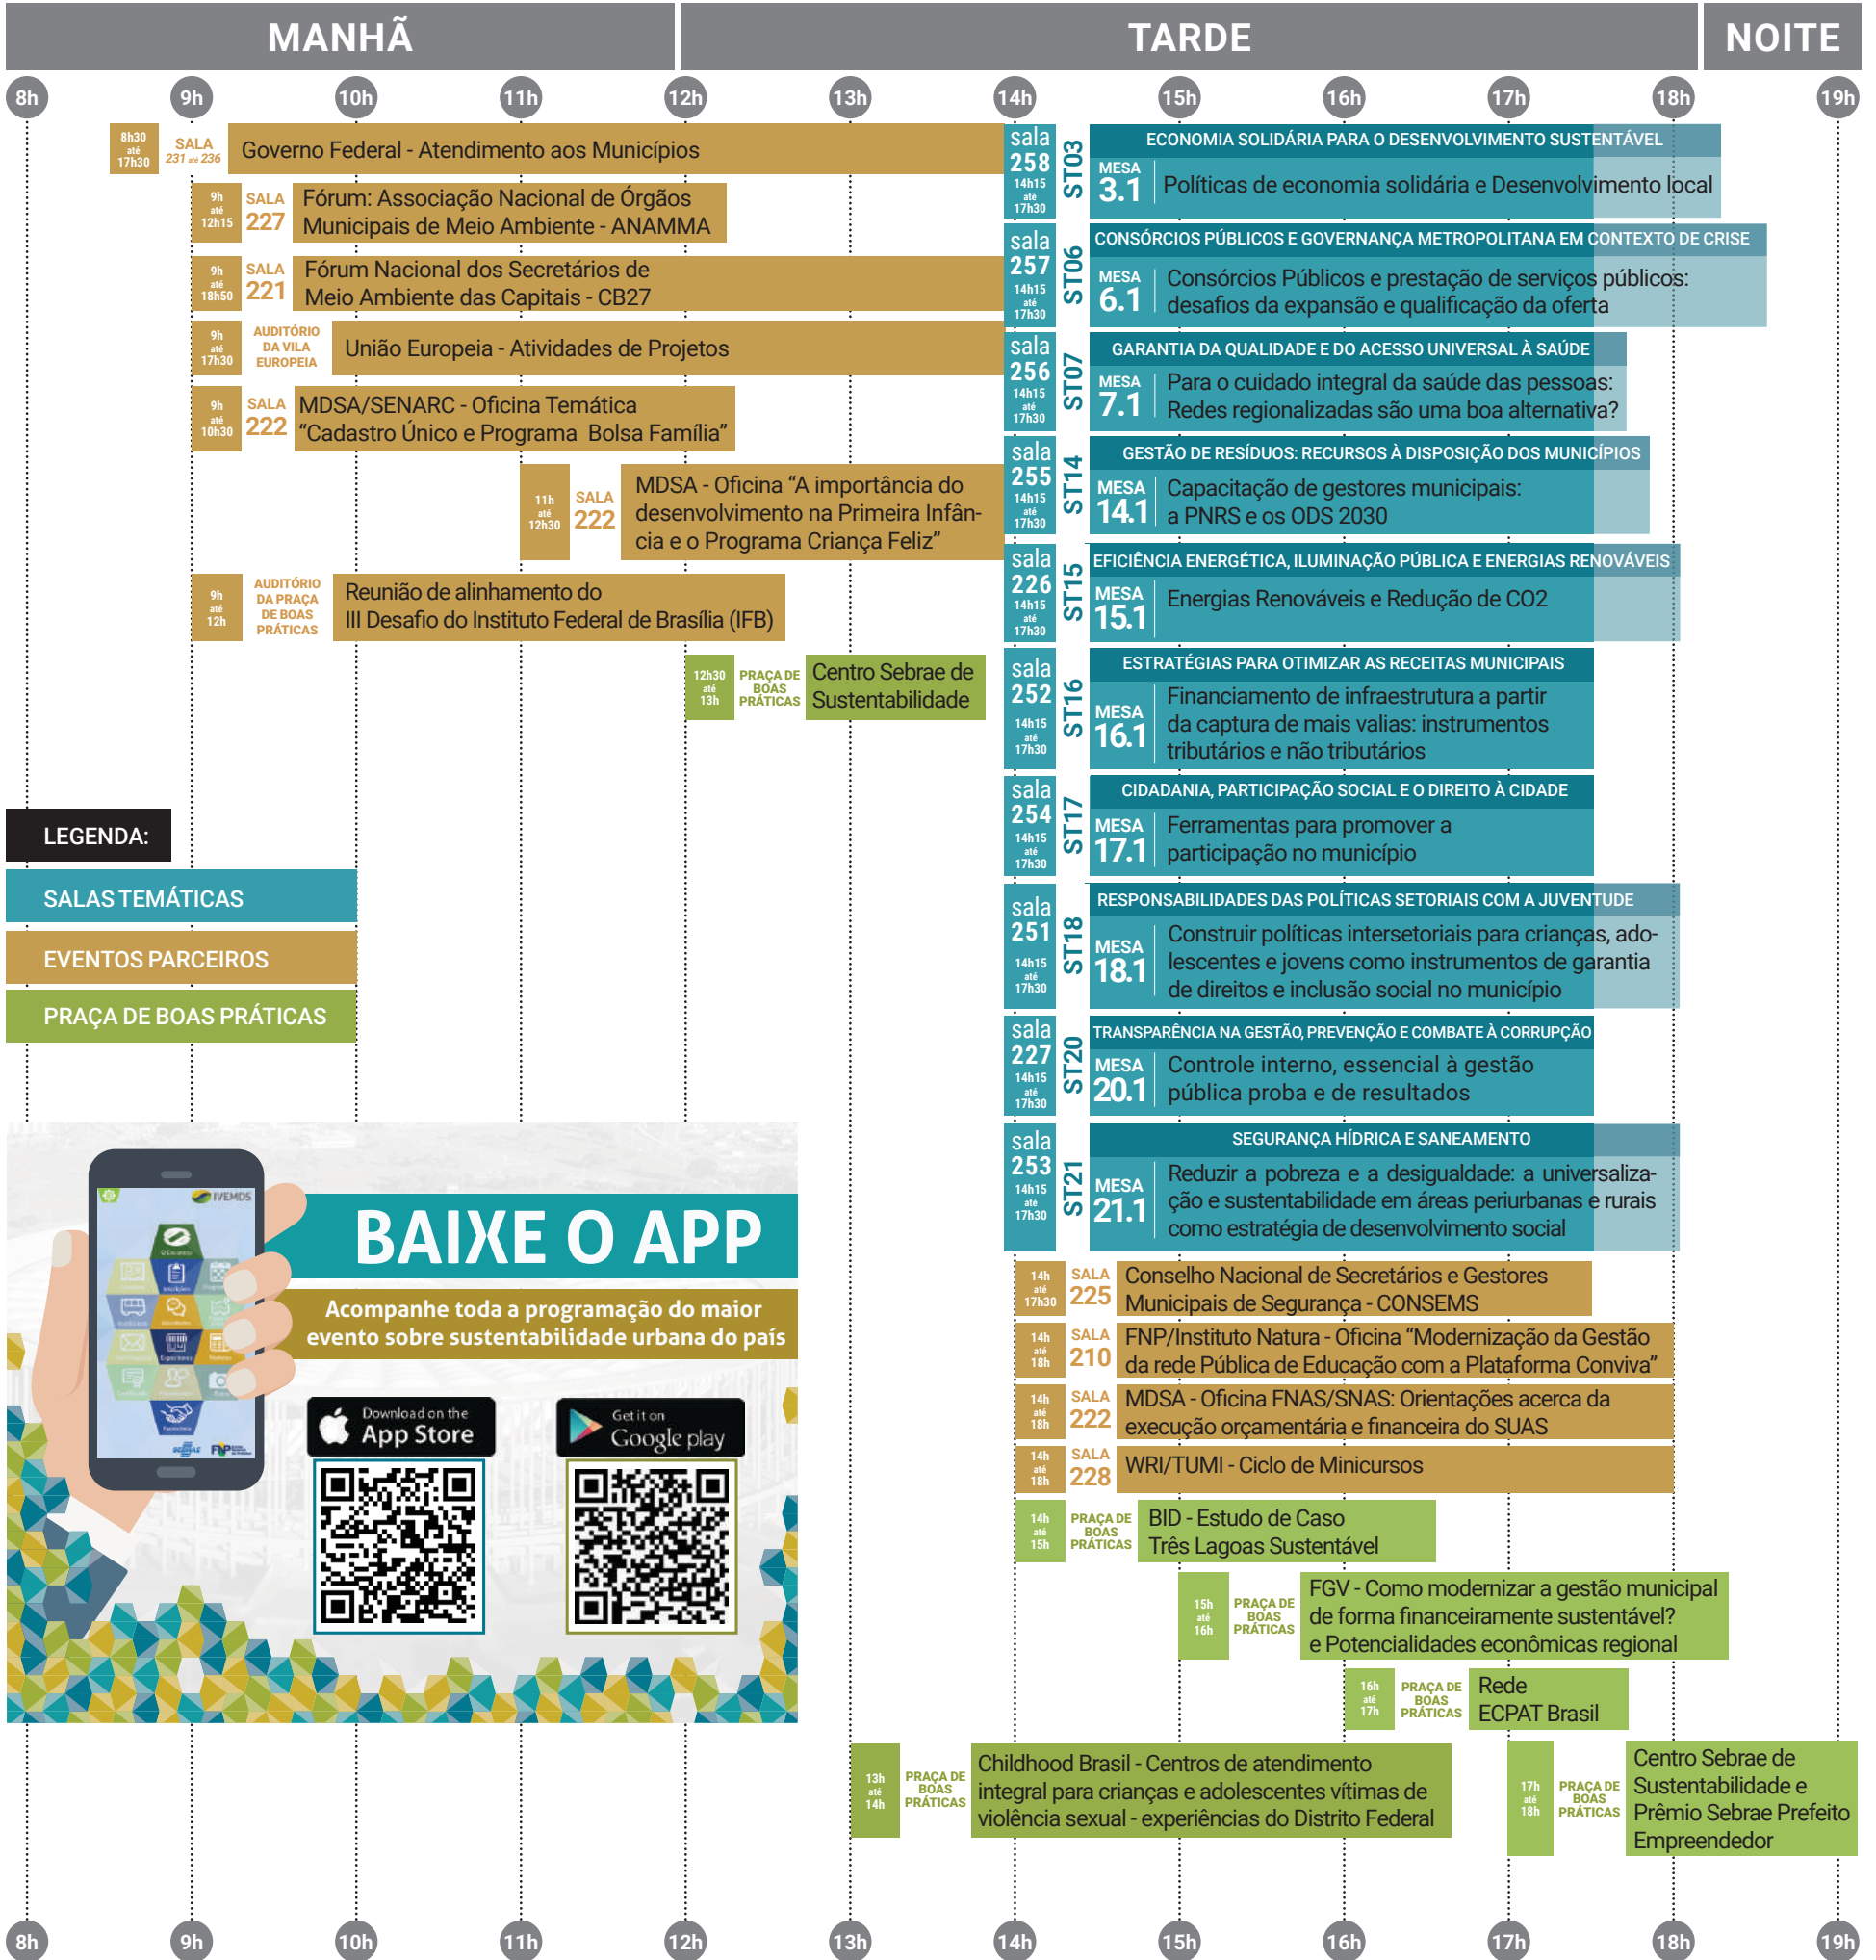 MANHÃ
TARDE
NOITE
8h
9h
10h
11h
12h
13h
14h
15h
16h
17h
18h
19h
8h30
até
17h30
SALA
231 até 236
Governo Federal - Atendimento aos Municípios
9h
até
12h15
SALA
227
Fórum: Associação Nacional de Órgãos
Municipais de Meio Ambiente - ANAMMA
9h
até
18h50
SALA
221
Fórum Nacional dos Secretários de
Meio Ambiente das Capitais - CB27
9h
até
17h30
AUDITÓRIO
DA VILA
EUROPEIA
União Europeia - Atividades de Projetos
9h
até
10h30
SALA
222
MDSA/SENARC - Oficina Temática
“Cadastro Único e Programa Bolsa Família”
11h
até
12h30
SALA
222
MDSA - Oficina “A importância do
desenvolvimento na Primeira Infân-
cia e o Programa Criança Feliz”
9h
até
12h
AUDITÓRIO
DA PRAÇA
DE BOAS
PRÁTICAS
Reunião de alinhamento do
III Desafio do Instituto Federal de Brasília (IFB)
12h30
até
13h
PRAÇA DE
BOAS
PRÁTICAS
Centro Sebrae de
Sustentabilidade
sala
258
14h15
até
17h30
ST03
ECONOMIA SOLIDÁRIA PARA O DESENVOLVIMENTO SUSTENTÁVEL
MESA
3.1
Políticas de economia solidária e Desenvolvimento local
sala
257
14h15
até
17h30
ST06
CONSÓRCIOS PÚBLICOS E GOVERNANÇA METROPOLITANA EM CONTEXTO DE CRISE
MESA
6.1
Consórcios Públicos e prestação de serviços públicos:
desafios da expansão e qualificação da oferta
sala
256
14h15
até
17h30
ST07
GARANTIA DA QUALIDADE E DO ACESSO UNIVERSAL À SAÚDE
MESA
7.1
Para o cuidado integral da saúde das pessoas:
Redes regionalizadas são uma boa alternativa?
sala
255
14h15
até
17h30
ST14
GESTÃO DE RESÍDUOS: RECURSOS À DISPOSIÇÃO DOS MUNICÍPIOS
MESA
14.1
Capacitação de gestores municipais:
a PNRS e os ODS 2030
sala
226
14h15
até
17h30
ST15
EFICIÊNCIA ENERGÉTICA, ILUMINAÇÃO PÚBLICA E ENERGIAS RENOVÁVEIS
MESA
15.1
Energias Renováveis e Redução de CO2
sala
252
14h15
até
17h30
ST16
ESTRATÉGIAS PARA OTIMIZAR AS RECEITAS MUNICIPAIS
MESA
16.1
Financiamento de infraestrutura a partir
da captura de mais valias: instrumentos
tributários e não tributários
sala
254
14h15
até
17h30
ST17
CIDADANIA, PARTICIPAÇÃO SOCIAL E O DIREITO À CIDADE
MESA
17.1
Ferramentas para promover a
participação no município
sala
251
14h15
até
17h30
ST18
RESPONSABILIDADES DAS POLÍTICAS SETORIAIS COM A JUVENTUDE
MESA
18.1
Construir políticas intersetoriais para crianças, ado-
lescentes e jovens como instrumentos de garantia
de direitos e inclusão social no município
sala
227
14h15
até
17h30
ST20
TRANSPARÊNCIA NA GESTÃO, PREVENÇÃO E COMBATE À CORRUPÇÃO
MESA
20.1
Controle interno, essencial à gestão
pública proba e de resultados
sala
253
14h15
até
17h30
ST21
SEGURANÇA HÍDRICA E SANEAMENTO
MESA
21.1
Reduzir a pobreza e a desigualdade: a universaliza-
ção e sustentabilidade em áreas periurbanas e rurais
como estratégia de desenvolvimento social
LEGENDA:
SALAS TEMÁTICAS
EVENTOS PARCEIROS
PRAÇA DE BOAS PRÁTICAS
IVEMDS
BAIXE O APP
Acompanhe toda a programação do maior
evento sobre sustentabilidade urbana do país
Download on the
App Store
Get it on
Google play
FNP
14h
até
17h30
SALA
225
Conselho Nacional de Secretários e Gestores
Municipais de Segurança - CONSEMS
14h
até
18h
SALA
210
FNP/Instituto Natura - Oficina “Modernização da Gestão
da rede Pública de Educação com a Plataforma Conviva”
14h
até
18h
SALA
222
MDSA - Oficina FNAS/SNAS: Orientações acerca da
execução orçamentária e financeira do SUAS
14h
até
18h
SALA
228
WRI/TUMI - Ciclo de Minicursos
14h
até
15h
PRAÇA DE
BOAS
PRÁTICAS
BID - Estudo de Caso
Três Lagoas Sustentável
15h
até
16h
PRAÇA DE
BOAS
PRÁTICAS
FGV - Como modernizar a gestão municipal
de forma financeiramente sustentável?
e Potencialidades econômicas regional
16h
até
17h
PRAÇA DE
BOAS
PRÁTICAS
Rede
ECPAT Brasil
13h
até
14h
PRAÇA DE
BOAS
PRÁTICAS
Childhood Brasil - Centros de atendimento
integral para crianças e adolescentes vítimas de
violência sexual - experiências do Distrito Federal
17h
até
18h
PRAÇA DE
BOAS
PRÁTICAS
Centro Sebrae de
Sustentabilidade e
Prêmio Sebrae Prefeito
Empreendedor
8h
9h
10h
11h
12h
13h
14h
15h
16h
17h
18h
19h